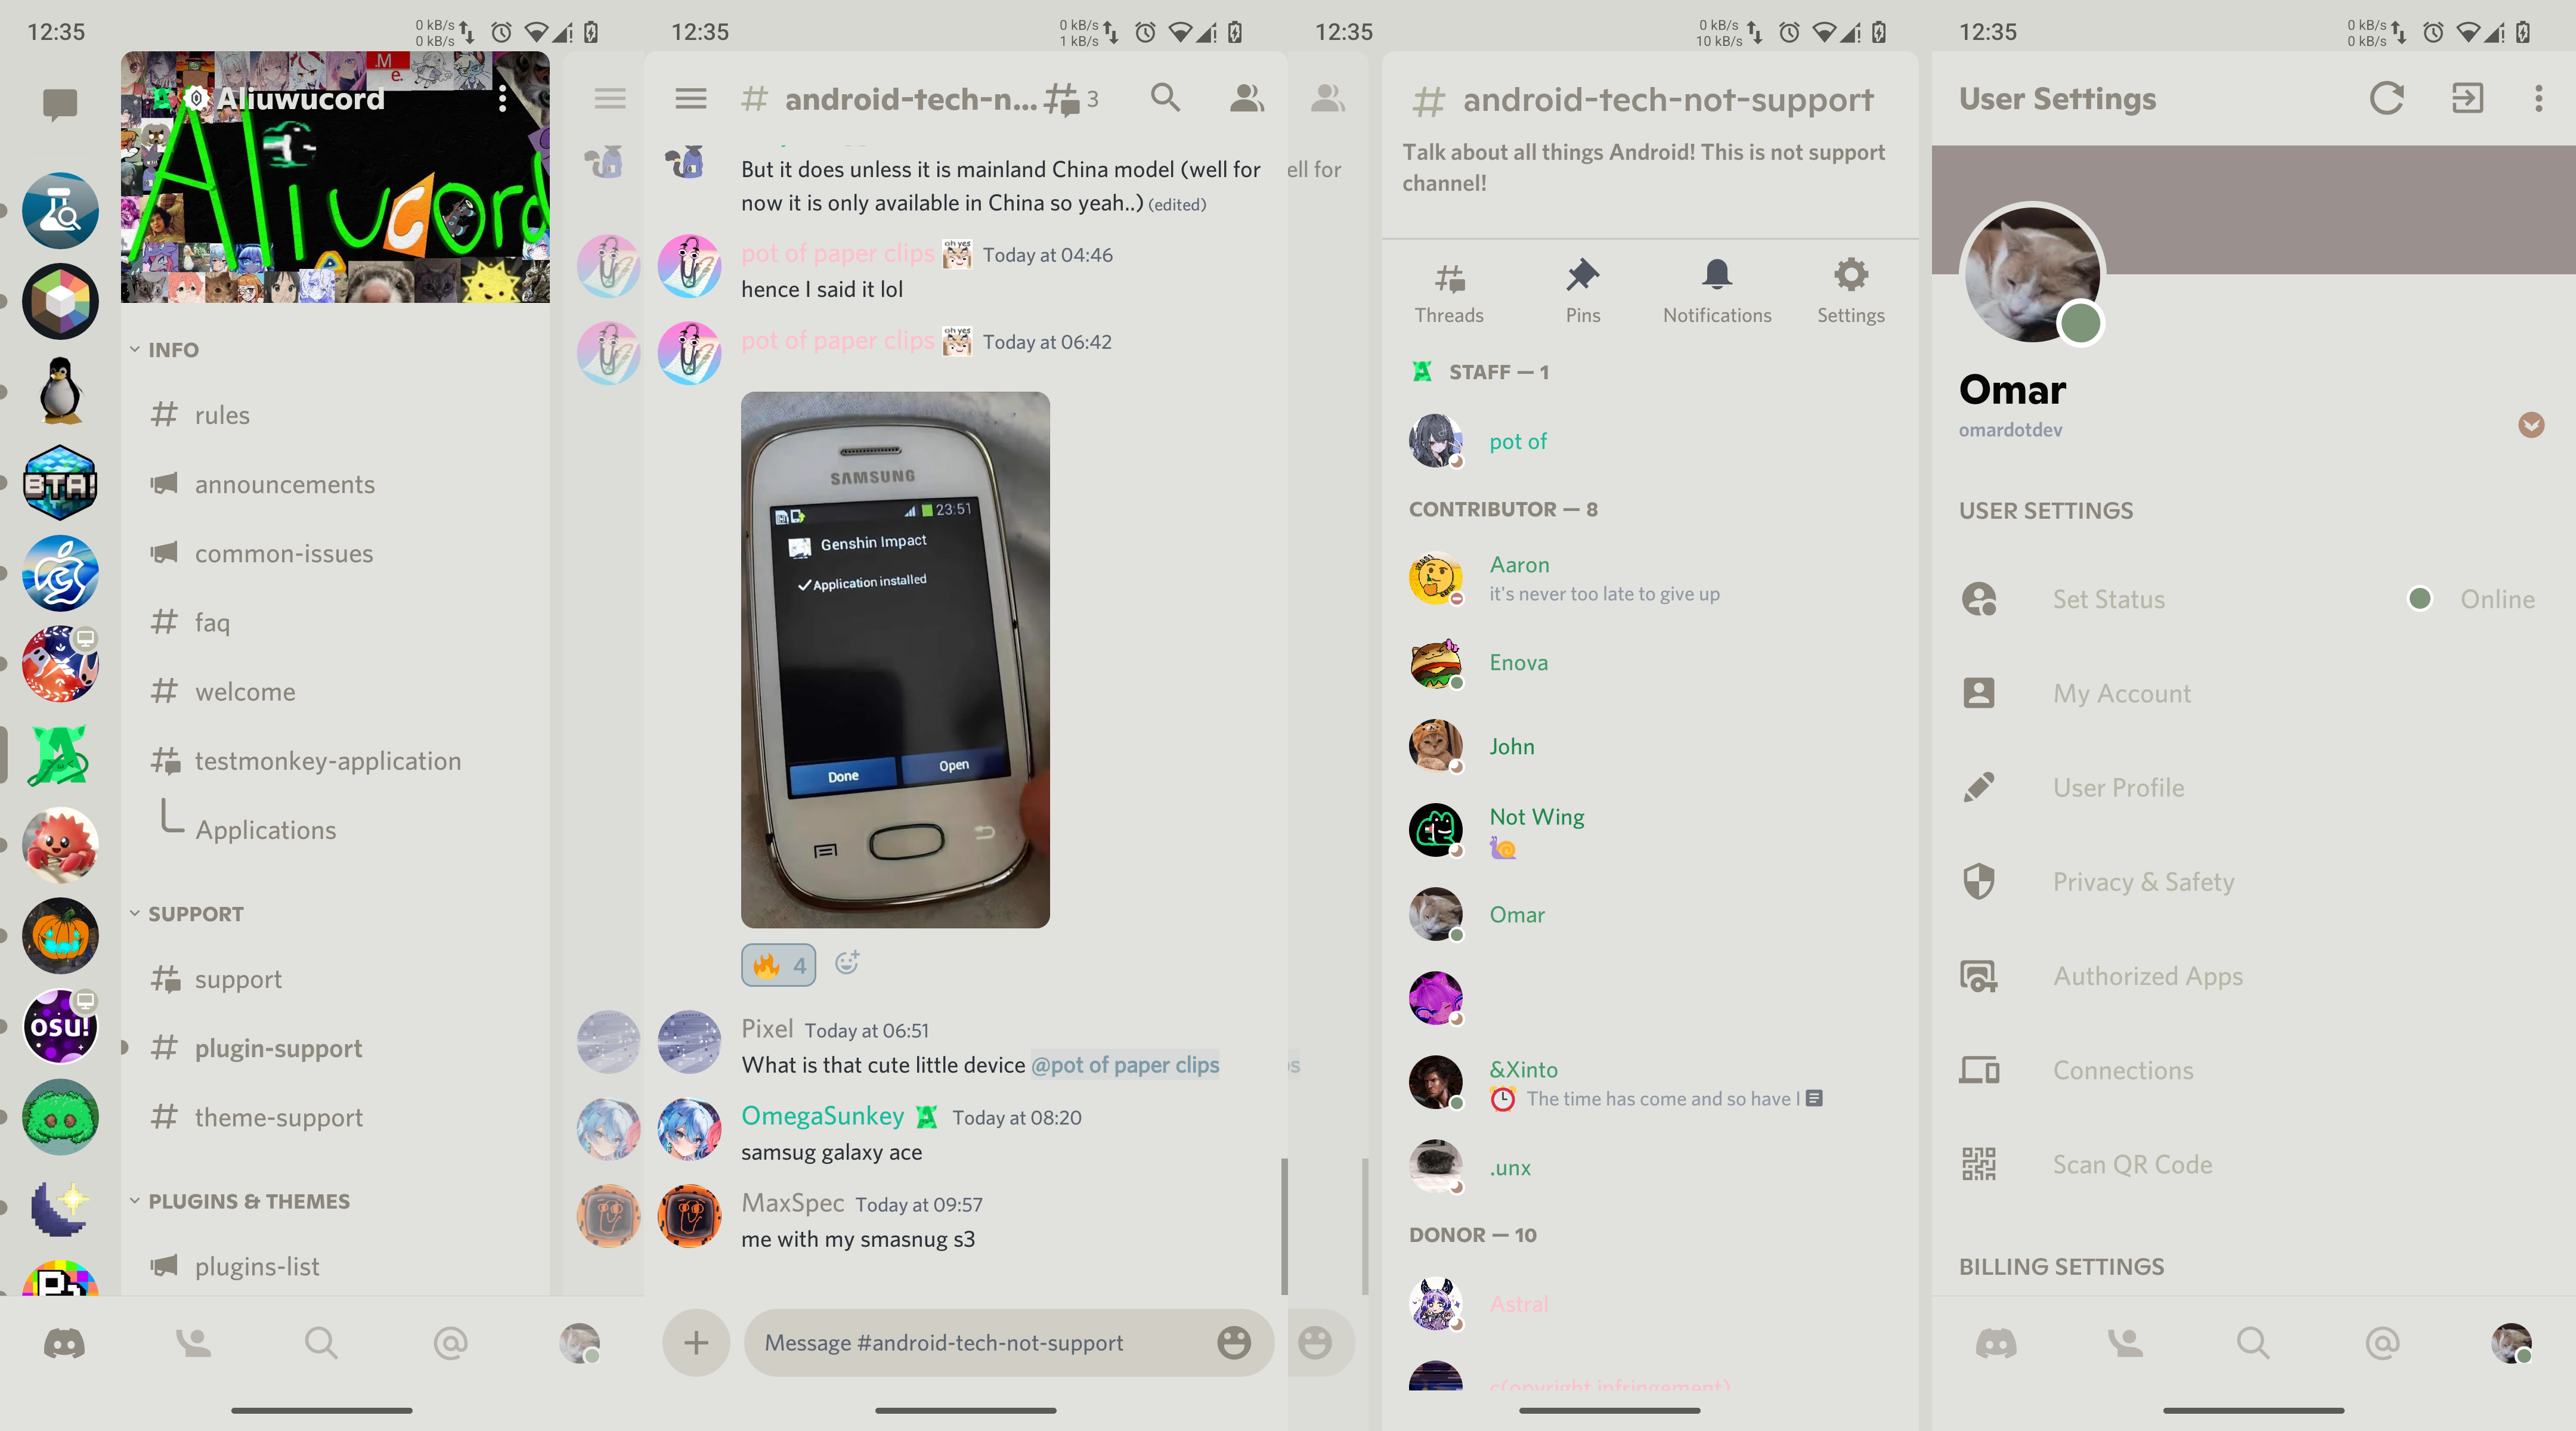 12:35
0 kB/s
0 kB/s
.M
e.
Aliuwucord
Aliucord
BTA!
osu!
INFO
rules
announcements
common-issues
faq
welcome
testmonkey-application
Applications
SUPPORT
support
plugin-support
theme-support
PLUGINS & THEMES
plugins-list
12:35
0 kB/s
1 kB/s
android-tech-n... 3
But it does unless it is mainland China model (well for
now it is only available in China so yeah..) (edited)
pot of paper clips oh yes Today at 04:46
hence I said it lol
pot of paper clips oh yes Today at 06:42
SAMSUNG
23:51
Genshin Impact
Application installed
Done
Open
4
Pixel Today at 06:51
What is that cute little device @pot of paper clips
OmegaSunkey Today at 08:20
samsug galaxy ace
MaxSpec Today at 09:57
me with my smasnug s3
Message #android-tech-not-support
12:35
0 kB/s
10 kB/s
ell for
s
android-tech-not-support
Talk about all things Android! This is not support
channel!
Threads
Pins
Notifications
Settings
STAFF — 1
pot of
CONTRIBUTOR — 8
Aaron
it's never too late to give up
Enova
John
Not Wing
Omar
&Xinto
The time has come and so have I
.unx
DONOR — 10
Astral
c(opyright infringement)
12:35
0 kB/s
0 kB/s
User Settings
Omar
omardotdev
USER SETTINGS
Set Status
Online
My Account
User Profile
Privacy & Safety
Authorized Apps
Connections
Scan QR Code
BILLING SETTINGS